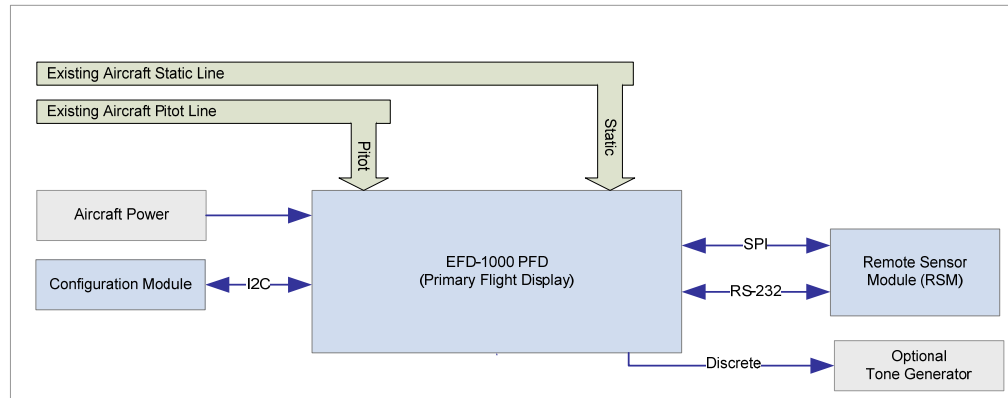 Existing Aircraft Static Line
Existing Aircraft Pitot Line
Pitot
Static
Aircraft Power
EFD-1000 PFD
(Primary Flight Display)
Configuration Module
I2C
SPI
RS-232
Remote Sensor
Module (RSM)
Discrete
Optional
Tone Generator